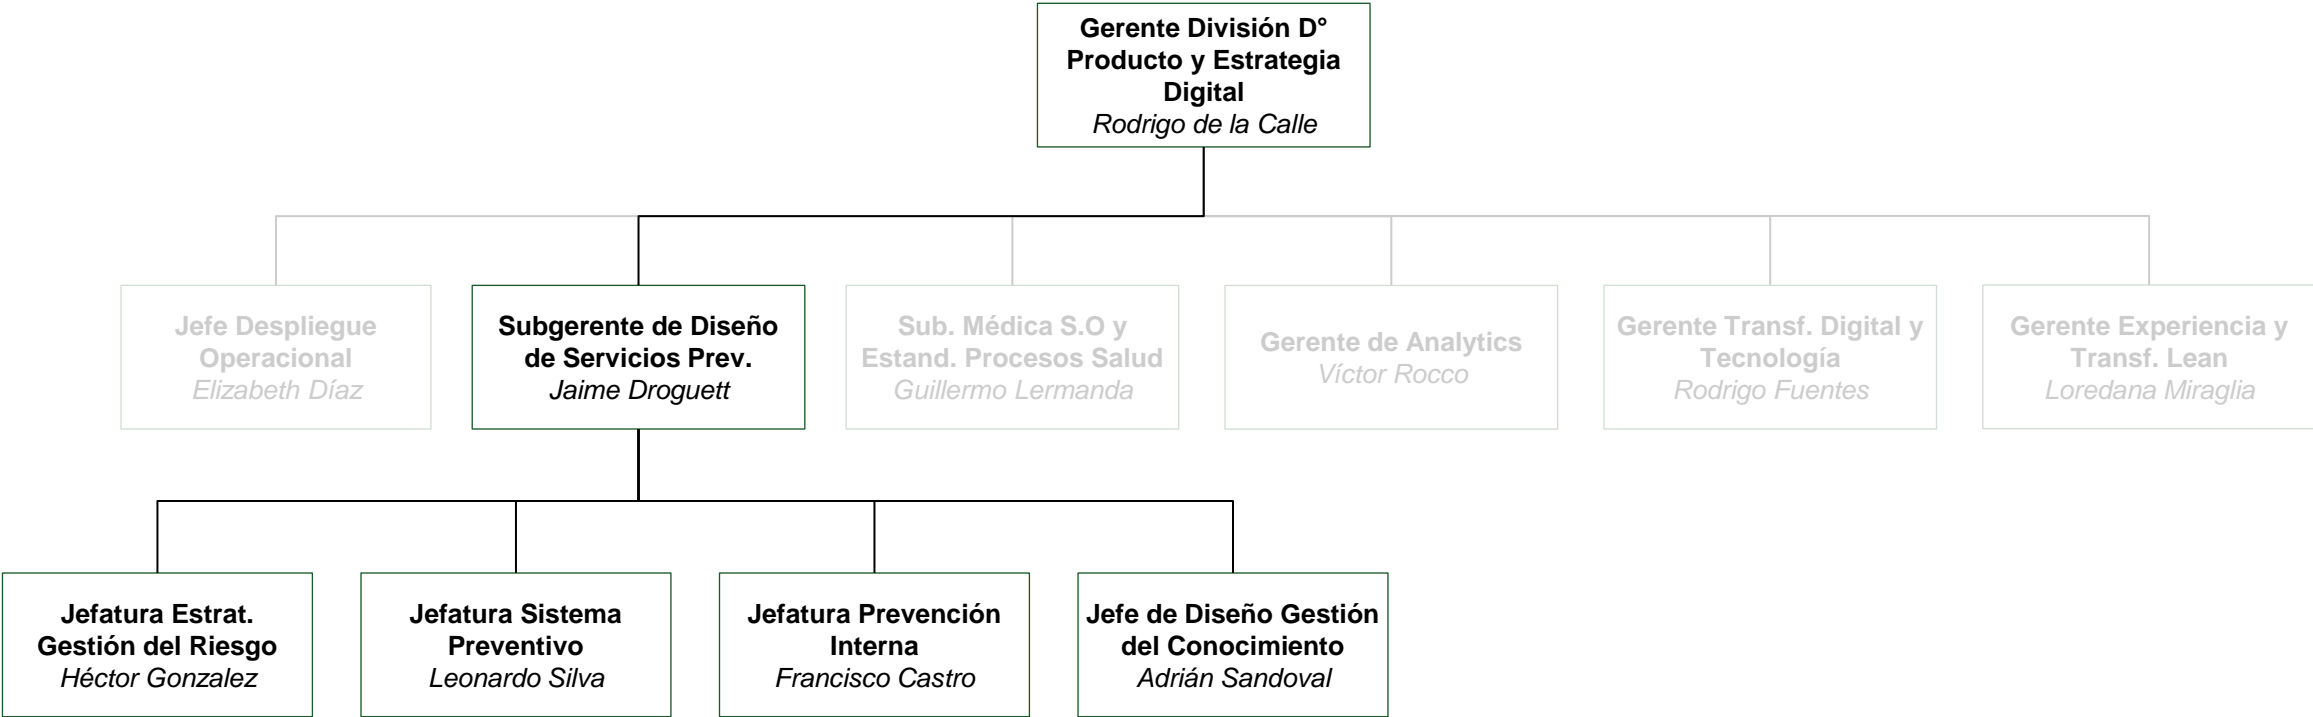 Gerente División D°
Producto y Estrategia
Digital
Rodrigo de la Calle
Jefe Despliegue
Operacional
Elizabeth Díaz
Subgerente de Diseño
de Servicios Prev.
Jaime Droguett
Sub. Médica S.O y
Estand. Procesos Salud
Guillermo Lermanda
Gerente de Analytics
Víctor Rocco
Gerente Transf. Digital y
Tecnología
Rodrigo Fuentes
Gerente Experiencia y
Transf. Lean
Loredana Miraglia
Jefatura Estrat.
Gestión del Riesgo
Héctor Gonzalez
Jefatura Sistema
Preventivo
Leonardo Silva
Jefatura Prevención
Interna
Francisco Castro
Jefe de Diseño Gestión
del Conocimiento
Adrián Sandoval